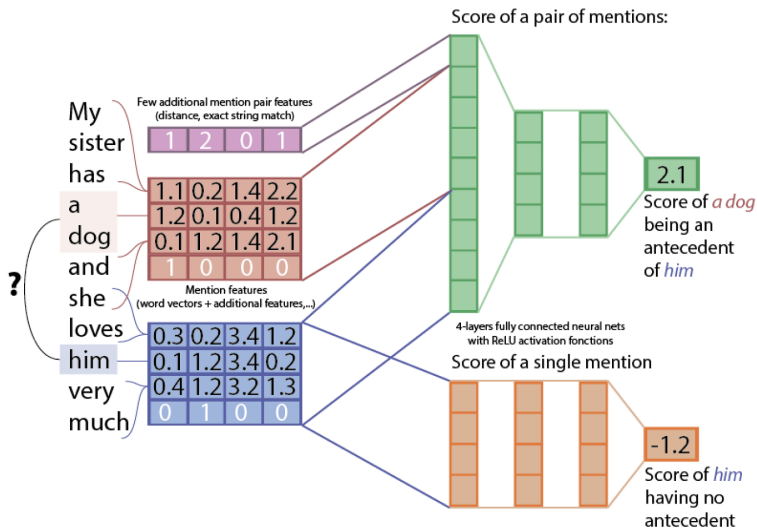 Score of a pair of mentions:
Few additional mention pair features
(distance, exact string match)
1 2 0 1
My
sister
has
a
dog
and
she
loves
him
very
much
?
1.1 0.2 1.4 2.2
1.2 0.1 0.4 1.2
0.1 1.2 1.4 2.1
1 0 0 0
Mention features
(word vectors + additional features,...)
0.3 0.2 3.4 1.2
0.1 1.2 3.4 0.2
0.4 1.2 3.2 1.3
0 1 0 0
2.1
Score of a dog
being an
antecedent
of him
4-layers fully connected neural nets
with ReLU activation fonctions
Score of a single mention
-1.2
Score of him
having no
antecedent